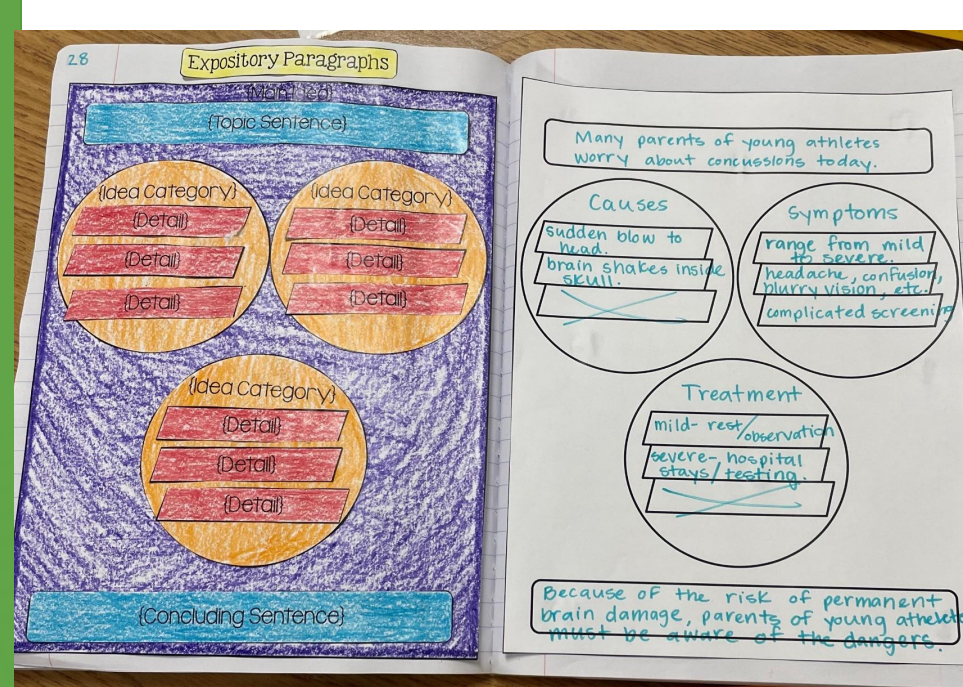 28
Expository Paragraphs
{Main Idea}
{Topic Sentence}
{Idea Category}
{Detail}
{Detail}
{Detail}
{Idea Category}
{Detail}
{Detail}
{Detail}
{Idea Category}
{Detail}
{Detail}
{Detail}
{Concluding Sentence}
Many parents of young athletes
worry about concussions today.
Causes
sudden blow to
head.
brain shakes inside
skull.
Symptoms
range from mild
to severe.
headache, confusion,
blurry vision, etc.
complicated screening
Treatment
mild- rest/observation
severe-, hospital
stays/testing.
Because of the risk of permanent
brain damage, parents of young athelets
must be aware of the dangers.